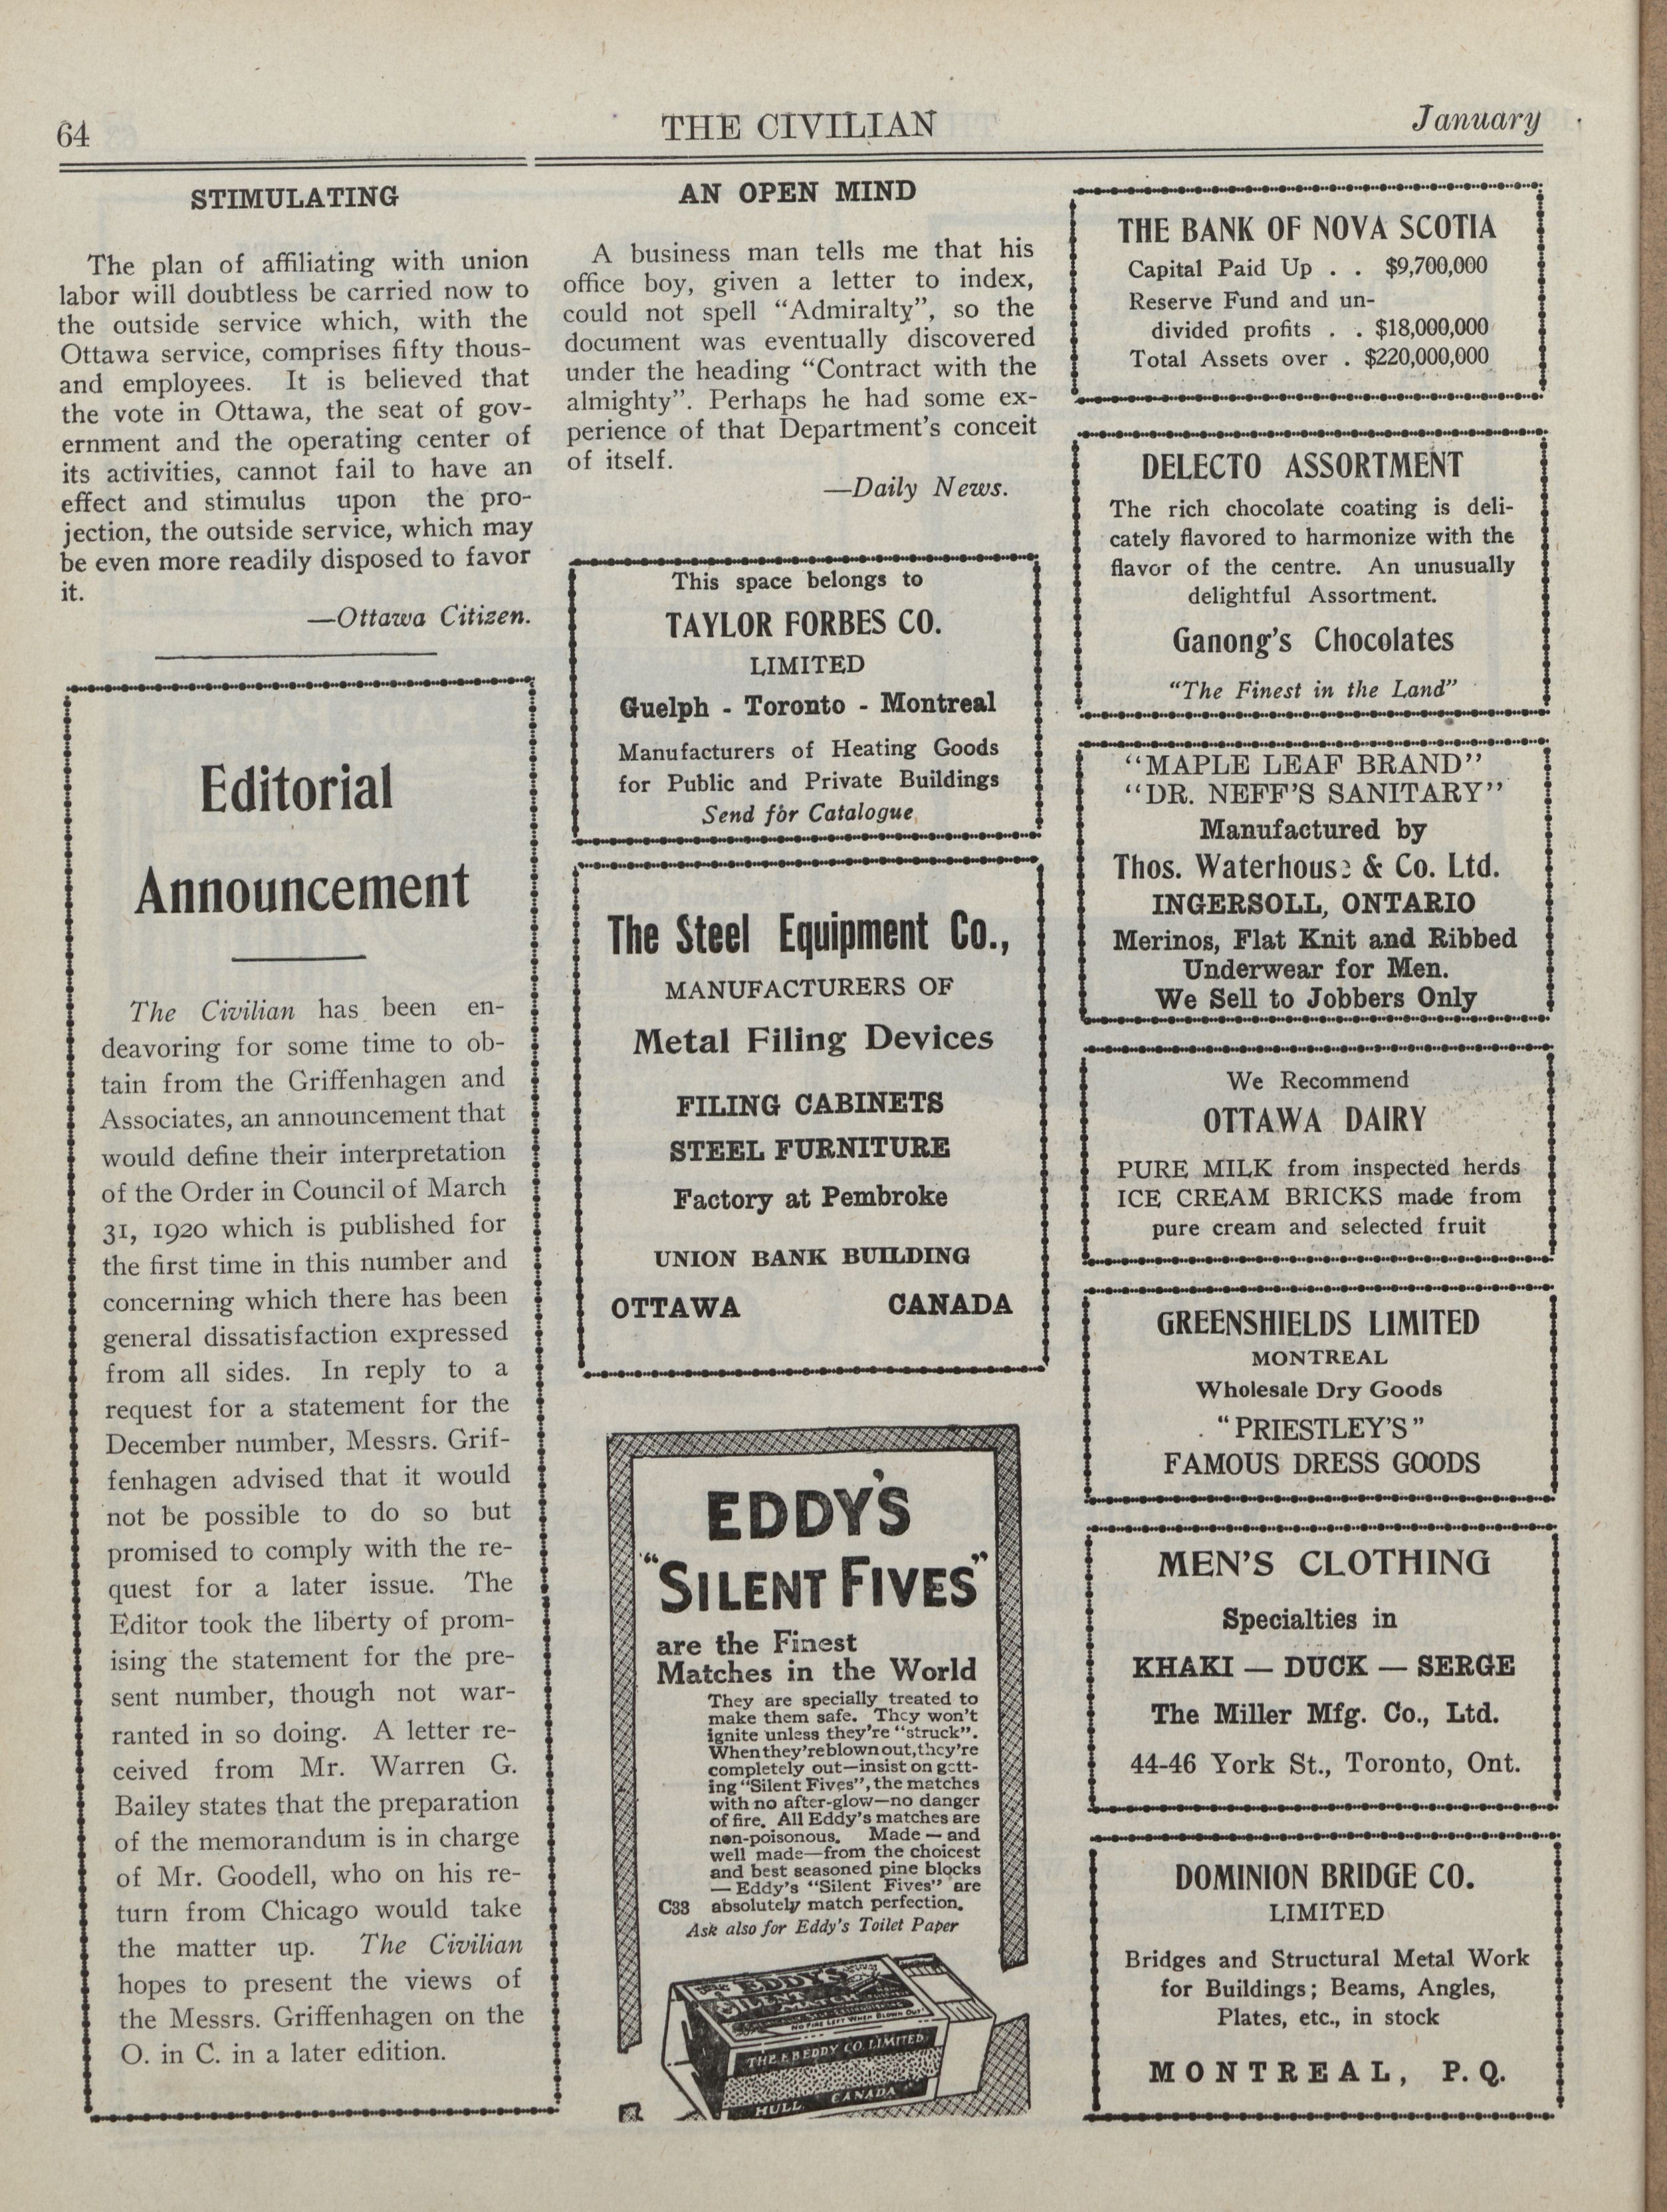 64
THE CIVILIAN
January
STIMULATING
The plan of affiliating with union
labor will doubtless be carried now to
the outside service which, with the
Ottawa service, comprises fifty thous-
and employees. It is believed that
the vote in Ottawa, the seat of gov-
ernment and the operating center of
its activities, cannot fail to have an
effect and stimulus upon the pro-
jection, the outside service, which may
be even more readily disposed to favor
it.
—Ottawa Citizen.
Editorial
Announcement
The Civilian has been en-
deavoring for some time to ob-
tain from the Griffenhagen and
Associates, an announcement that
would define their interpretation
of the Order in Council of March
31, 1920 which is published for
the first time in this number and
concerning which there has been
general dissatisfaction expressed
from all sides. In reply to a
request for a statement for the
December number, Messrs. Grif-
fenhagen advised that it would
not be possible to do so but
promised to comply with the re-
quest for a later issue. The
Editor took the liberty of prom-
ising the statement for the pre-
sent number, though not war-
ranted in so doing. A letter re-
ceived from Mr. Warren G.
Bailey states that the preparation
of the memorandum is in charge
of Mr. Goodell, who on his re-
turn from Chicago would take
the matter up. The Civilian
hopes to present the views of
the Messrs. Griffenhagen on the
O. in C. in a later edition.
AN OPEN MIND
A business man tells me that his
office boy, given a letter to index,
could not spell "Admiralty", so the
document was eventually discovered
under the heading "Contract with the
almighty". Perhaps he had some ex-
perience of that Department's conceit
of itself.
—Daily News.
This space belongs to
TAYLOR FORBES CO.
LIMITED
Guelph - Toronto - Montreal
Manufacturers of Heating Goods
for Public and Private Buildings
Send for Catalogue
The Steel Equipment Co.,
MANUFACTURERS OF
Metal Filing Devices
FILING CABINETS
STEEL FURNITURE
Factory at Pembroke
UNION BANK BUILDING
OTTAWA CANADA
EDDY'S
"SILENT FIVES"
are the Finest
Matches in the World
They are specially treated to
make them safe. They won't
ignite unless they're "struck".
When they're blown out, they're
completely out—insist on gett-
ing "Silent Fives", the matches
with no after-glow—no danger
of fire. All Eddy's matches are
non-poisonous. Made — and
well made—from the choicest
and best seasoned pine blocks
— Eddy's "Silent Fives" are
C33 absolutely match perfection.
Ask also for Eddy's Toilet Paper
EDDY'S
SILENT
MATCH
NO FIRE LEFT WHEN BLOWN OUT
THE E B EDDY CO LIMITED
HULL CANADA
THE BANK OF NOVA SCOTIA
Capital Paid Up . . $9,700,000
Reserve Fund and un-
divided profits . . $18,000,000
Total Assets over . $220,000,000
DELECTO ASSORTMENT
The rich chocolate coating is deli-
cately flavored to harmonize with the
flavor of the centre. An unusually
delightful Assortment.
Ganong's Chocolates
"The Finest in the Land"
"MAPLE LEAF BRAND"
"DR. NEFF'S SANITARY"
Manufactured by
Thos. Waterhouse & Co. Ltd.
INGERSOLL, ONTARIO
Merinos, Flat Knit and Ribbed
Underwear for Men.
We Sell to Jobbers Only
We Recommend
OTTAWA DAIRY
PURE MILK from inspected herds
ICE CREAM BRICKS made from
pure cream and selected fruit
GREENSHIELDS LIMITED
MONTREAL
Wholesale Dry Goods
"PRIESTLEY'S"
FAMOUS DRESS GOODS
MEN'S CLOTHING
Specialties in
KHAKI — DUCK — SERGE
The Miller Mfg. Co., Ltd.
44-46 York St., Toronto, Ont.
DOMINION BRIDGE CO.
LIMITED
Bridges and Structural Metal Work
for Buildings; Beams, Angles,
Plates, etc., in stock
MONTREAL, P. Q.